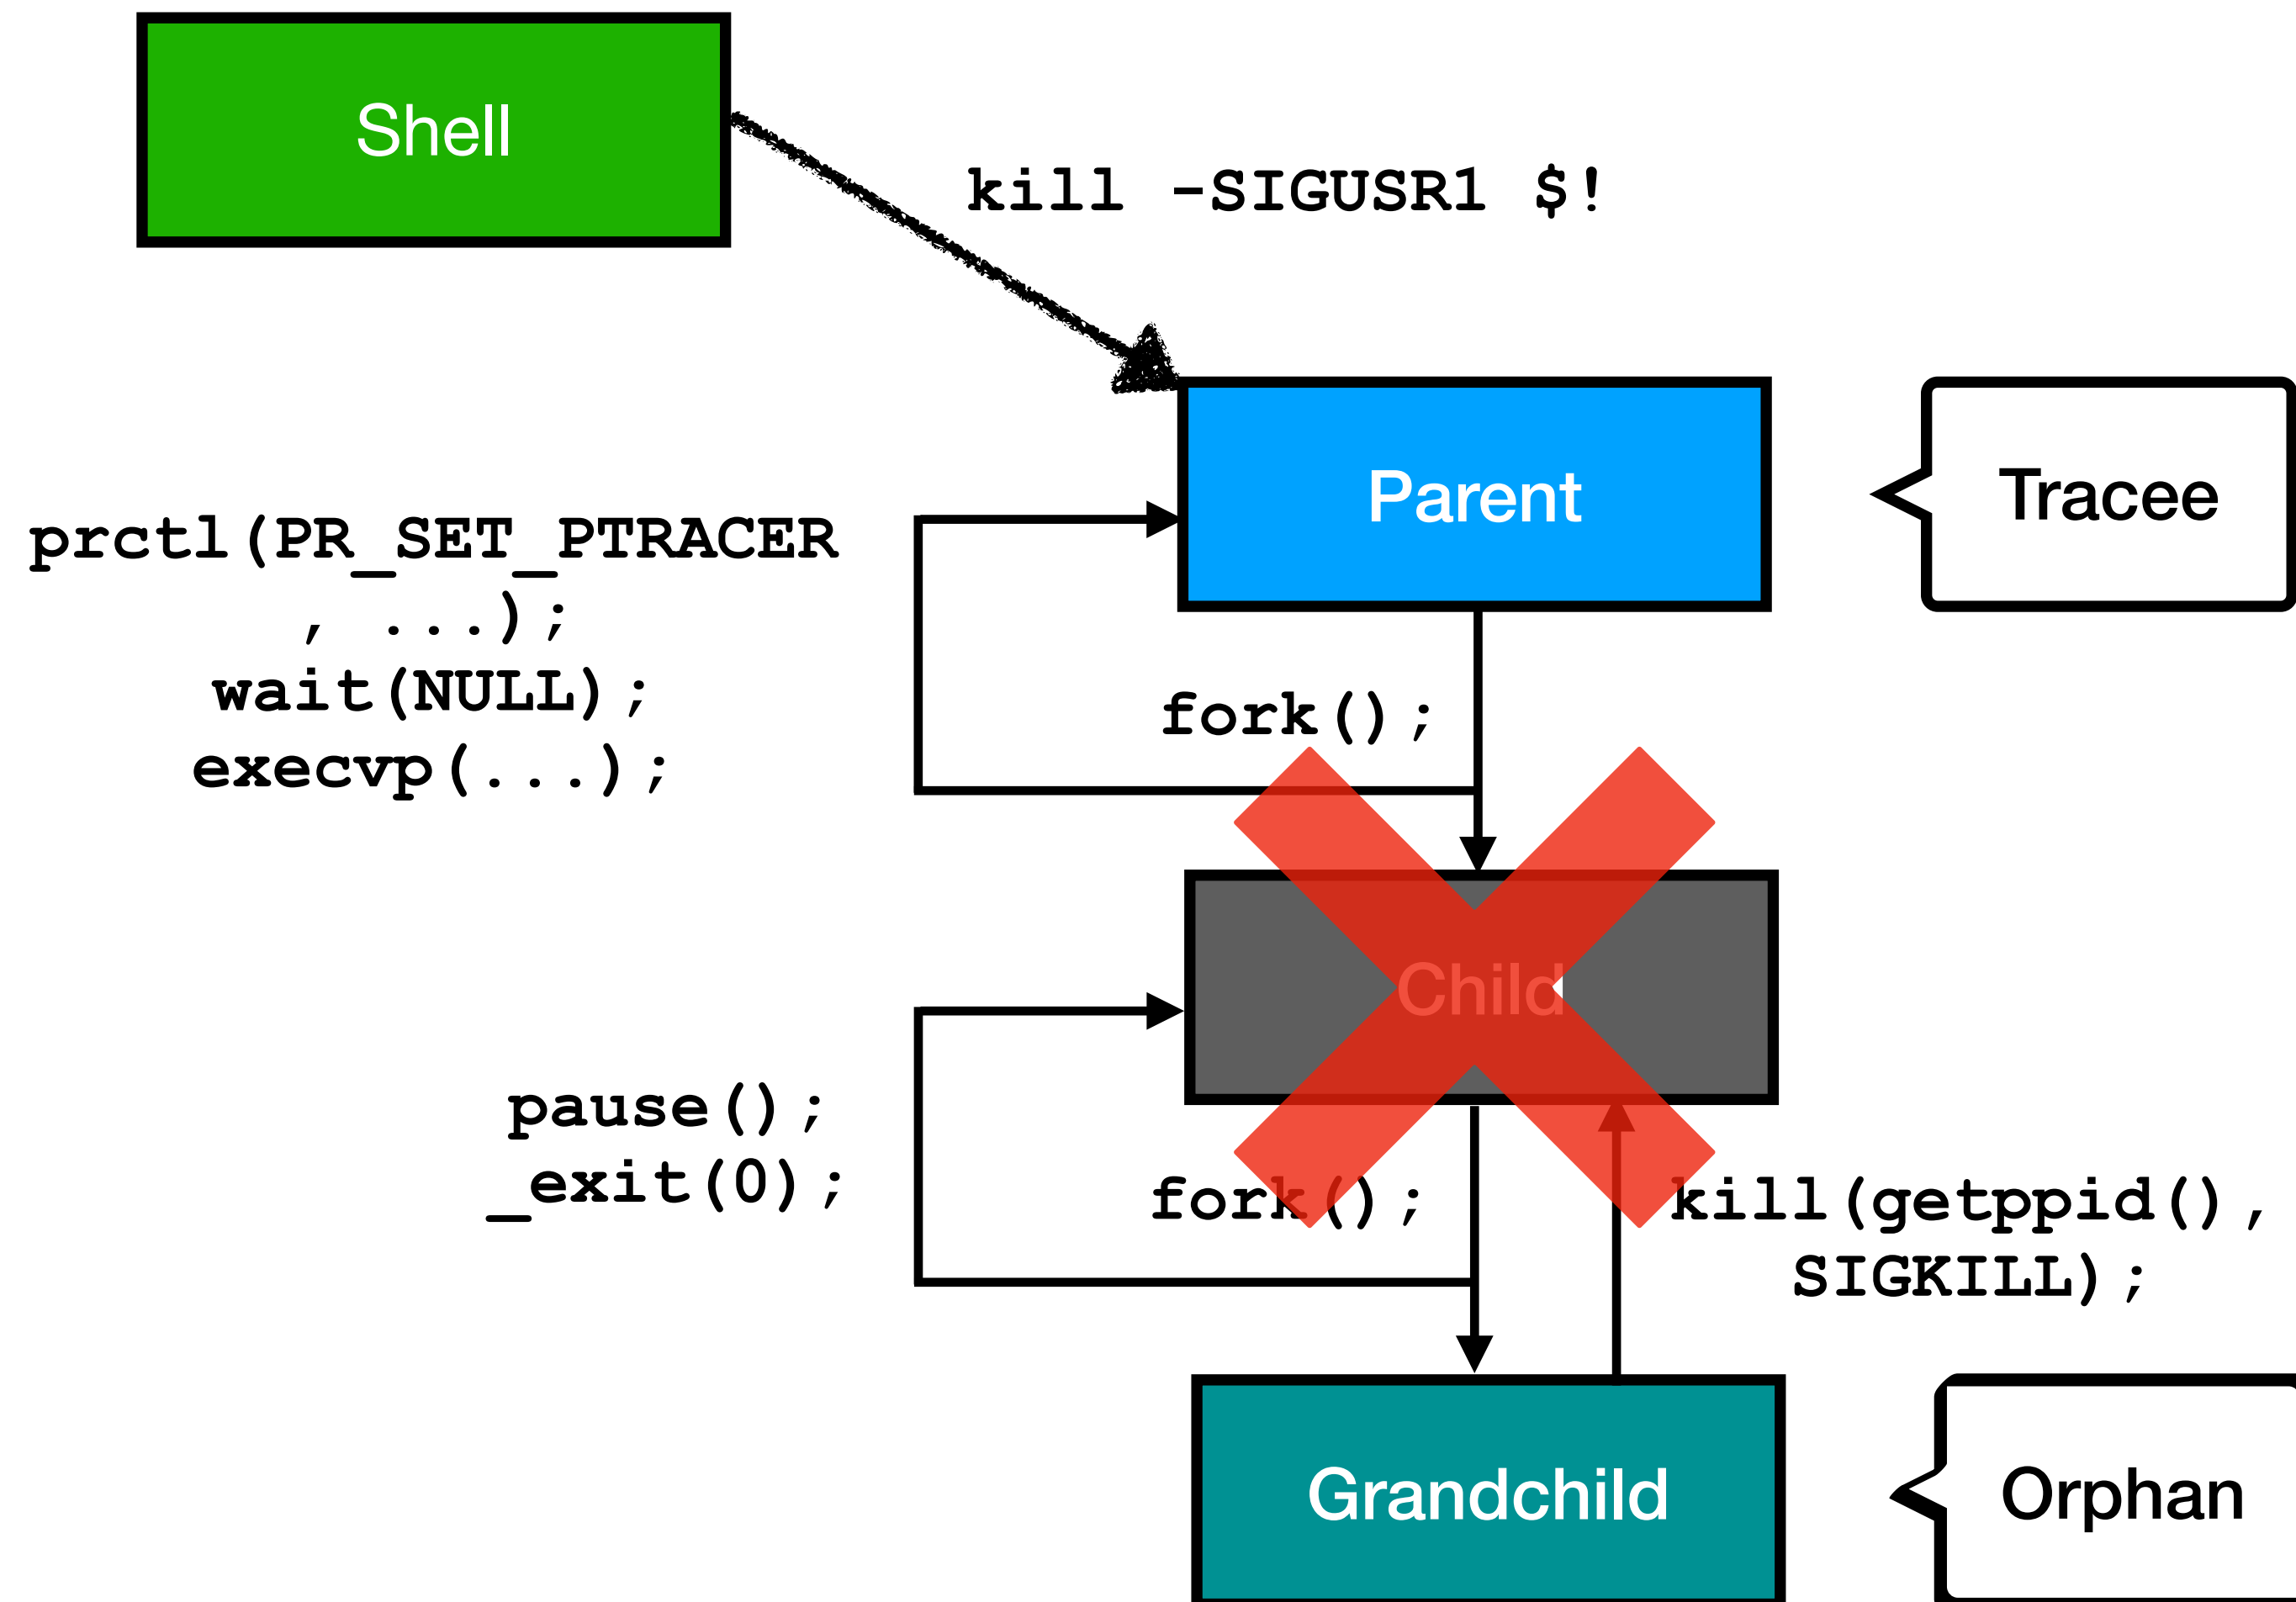 Shell
kill -SIGUSR1 $!
Parent
Tracee
prctl(PR_SET_PTRACER
, ...);
wait(NULL);
execvp(...);
fork();
Child
pause();
_exit(0);
fork();
kill(getppid(),
SIGKILL);
Grandchild
Orphan